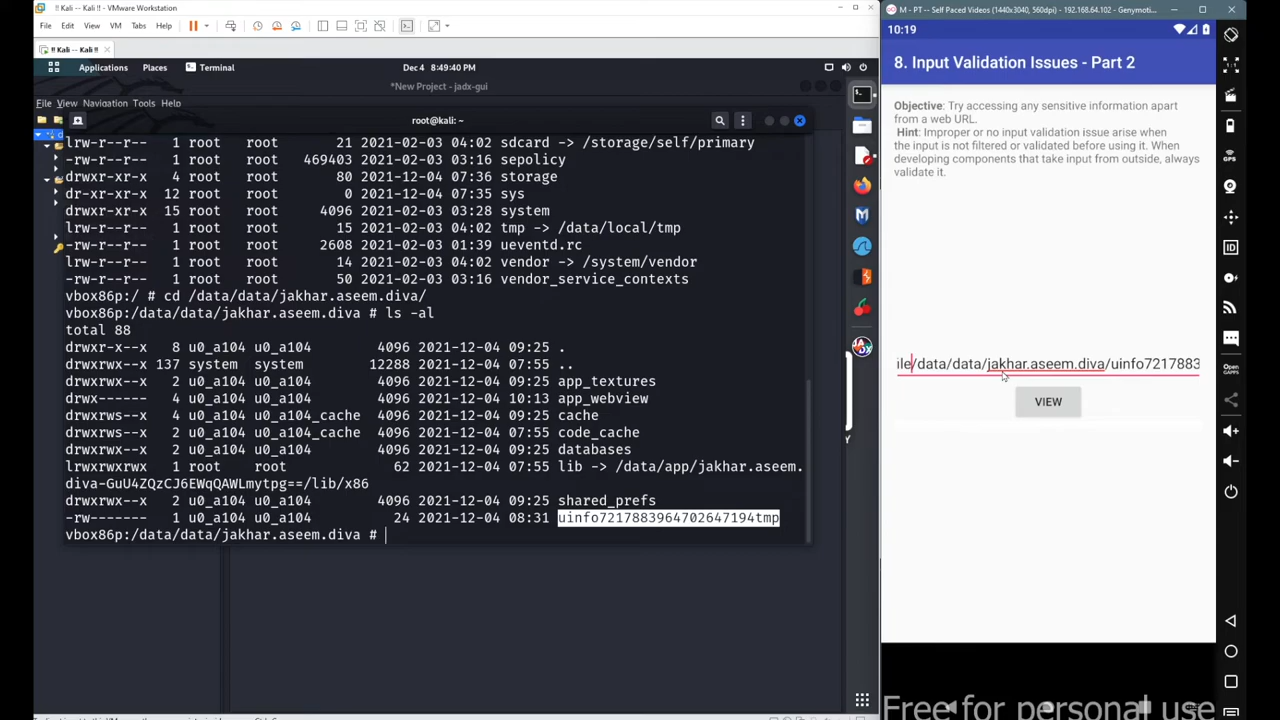 !! Kali -- Kali !! - VMware Workstation
File Edit View VM Tabs Help
!! Kali -- Kali !!
Applications Places Terminal
Dec 4 8:49:40 PM
*New Project - jadx-gui
File View Navigation Tools Help
root@kali: ~
lrw-r--r-- 1 root root 21 2021-02-03 04:02 sdcard -> /storage/self/primary
-rw-r--r-- 1 root root 469403 2021-02-03 03:16 sepolicy
drwxr-xr-x 4 root root 80 2021-12-04 07:36 storage
dr-xr-xr-x 12 root root 0 2021-12-04 07:35 sys
drwxr-xr-x 15 root root 4096 2021-02-03 03:28 system
lrw-r--r-- 1 root root 15 2021-02-03 04:02 tmp -> /data/local/tmp
-rw-r--r-- 1 root root 2608 2021-02-03 01:39 ueventd.rc
lrw-r--r-- 1 root root 14 2021-02-03 04:02 vendor -> /system/vendor
-rw-r--r-- 1 root root 50 2021-02-03 03:16 vendor_service_contexts
vbox86p:/ # cd /data/data/jakhar.aseem.diva/
vbox86p:/data/data/jakhar.aseem.diva # ls -al
total 88
drwxr-x--x 8 u0_a104 u0_a104 4096 2021-12-04 09:25 .
drwxrwx--x 137 system system 12288 2021-12-04 07:55 ..
drwxrwx--x 2 u0_a104 u0_a104 4096 2021-12-04 09:25 app_textures
drwx------ 4 u0_a104 u0_a104 4096 2021-12-04 10:13 app_webview
drwxrws--x 4 u0_a104 u0_a104_cache 4096 2021-12-04 09:25 cache
drwxrws--x 2 u0_a104 u0_a104_cache 4096 2021-12-04 07:55 code_cache
drwxrwx--x 2 u0_a104 u0_a104 4096 2021-12-04 09:25 databases
lrwxrwxrwx 1 root root 62 2021-12-04 07:55 lib -> /data/app/jakhar.aseem.
diva-GuU4ZQzCJ6EWqQAWLmytpg==/lib/x86
drwxrwx--x 2 u0_a104 u0_a104 4096 2021-12-04 09:25 shared_prefs
-rw------- 1 u0_a104 u0_a104 24 2021-12-04 08:31 uinfo7217883964702647194tmp
vbox86p:/data/data/jakhar.aseem.diva #
M - PT -- Self Paced Videos (1440x3040, 560dpi) - 192.168.64.102 - Genymoti...
10:19
8. Input Validation Issues - Part 2
Objective: Try accessing any sensitive information apart
from a web URL.
Hint: Improper or no input validation issue arise when
the input is not filtered or validated before using it. When
developing components that take input from outside, always
validate it.
ile/data/data/jakhar.aseem.diva/uinfo7217883
VIEW
GPS
ID
OPEN
GAPPS
Free for personal use